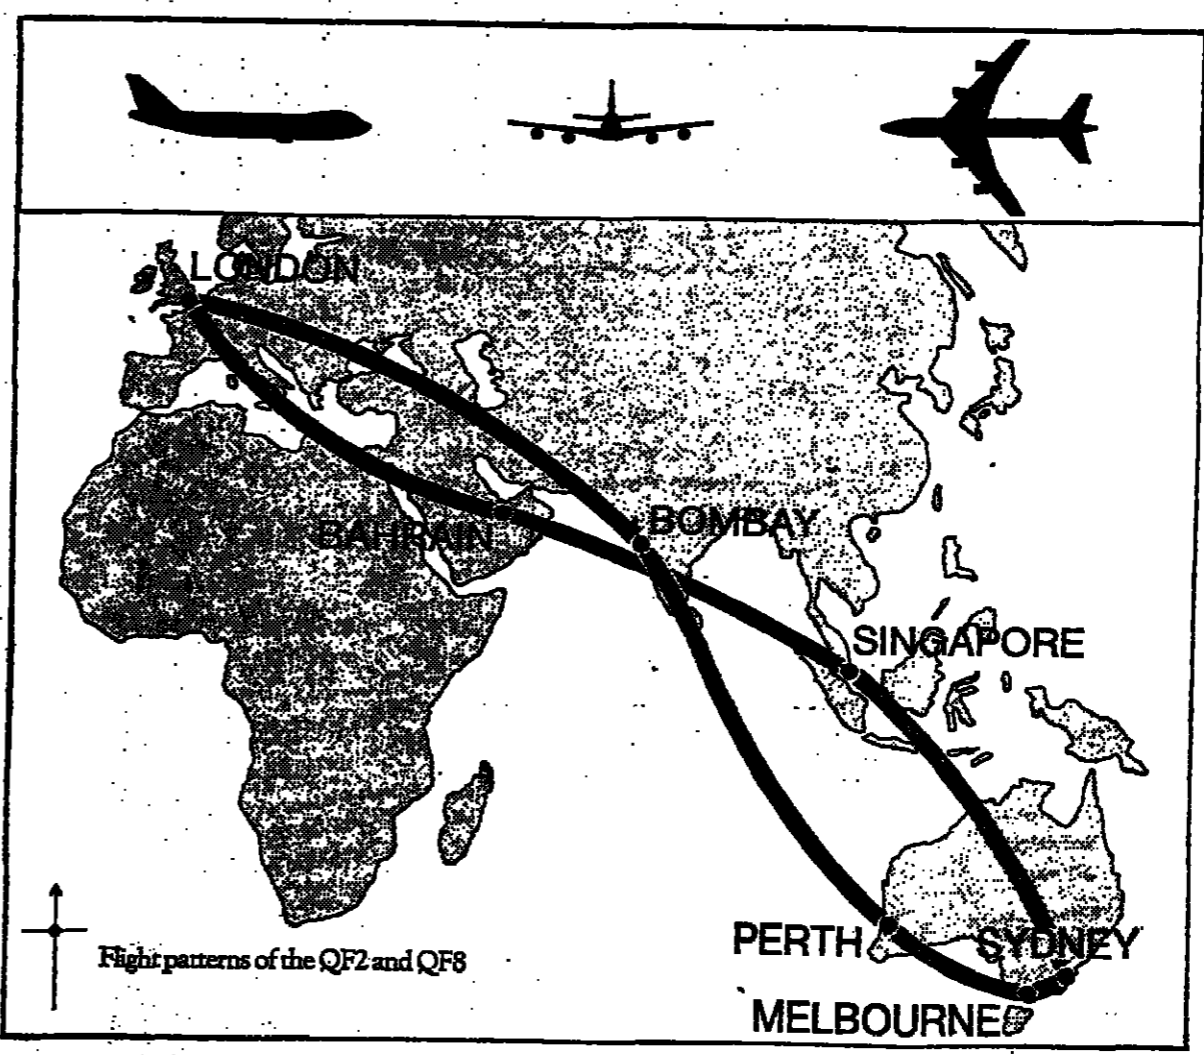 LONDON
BAHRAIN
BOMBAY
SINGAPORE
PERTH
SYDNEY
MELBOURNE
Flight patterns of the QF2 and QF8